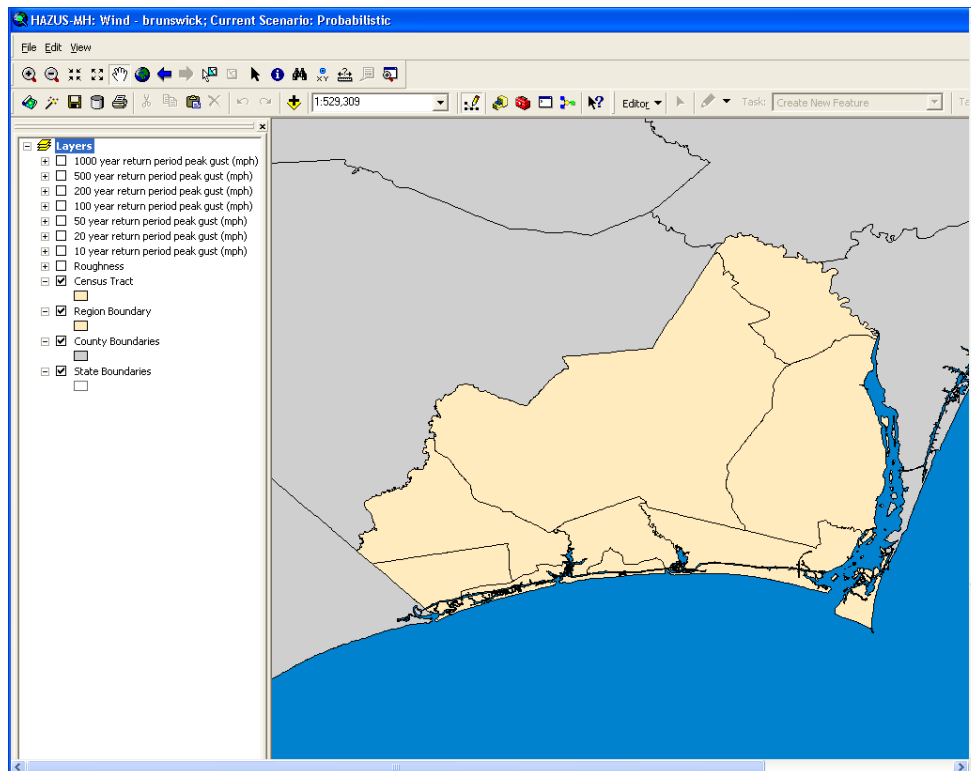 HAZUS-MH: Wind - brunswick; Current Scenario: Probabilistic
File Edit View
1:529,309 Editor Task: Create New Feature Ta
Layers
1000 year return period peak gust (mph)
500 year return period peak gust (mph)
200 year return period peak gust (mph)
100 year return period peak gust (mph)
50 year return period peak gust (mph)
20 year return period peak gust (mph)
10 year return period peak gust (mph)
Roughness
Census Tract
Region Boundary
County Boundaries
State Boundaries